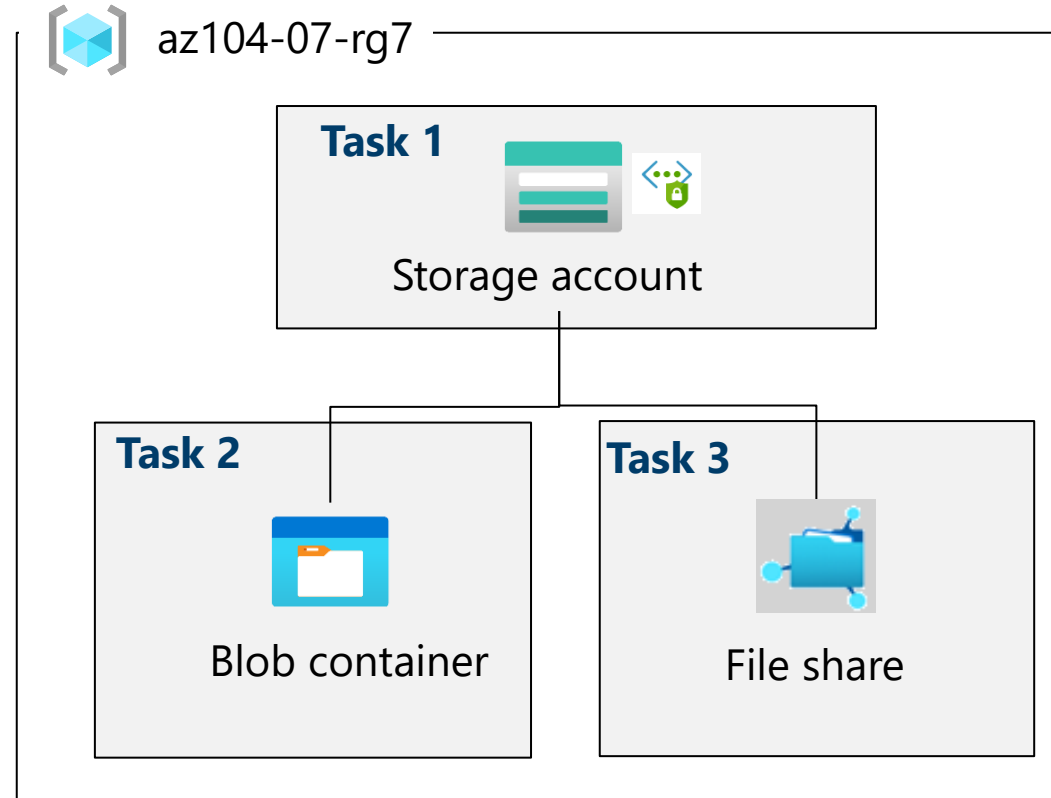 az104-07-rg7
Task 1
Storage account
Task 2
Blob container
Task 3
File share